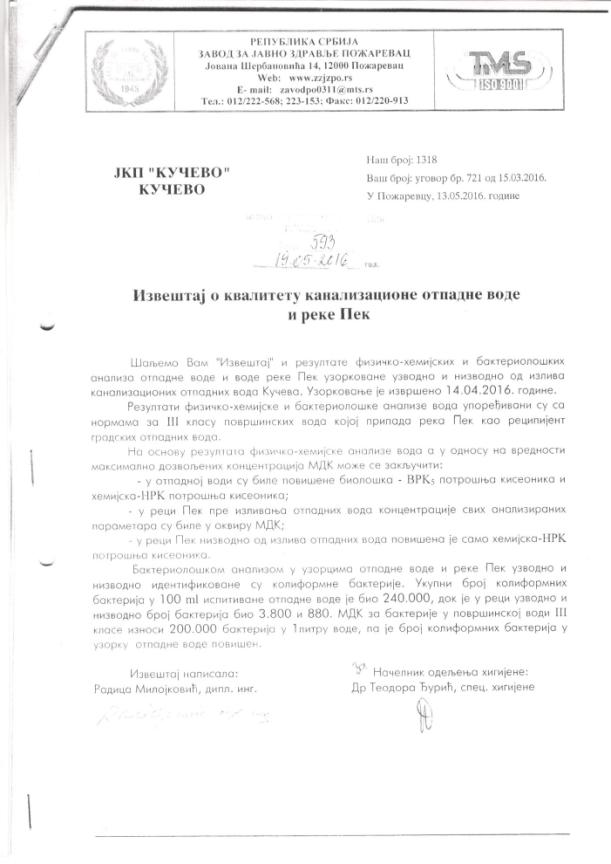 РЕПУБЛИКА СРБИЈА
ЗАВОД ЗА ЈАВНО ЗДРАВЉЕ ПОЖАРЕВАЦ
Јована Шербановића 14, 12000 Пожаревац
Web: www.zzjzpo.rs
E- mail: zavodpo0311@mts.rs
Тел.: 012/222-568; 223-153; Факс: 012/220-913
1945
TMS
ISO 9001
ЈКП "КУЧЕВО"
КУЧЕВО
Наш број: 1318
Ваш број: уговор бр. 721 од 15.03.2016.
У Пожаревцу, 13.05.2016. године
593
19-05-2016 год.
Извештај о квалитету канализационе отпадне воде
и реке Пек
Шаљемо Вам "Извештај" и резултате физичко-хемијских и бактериолошких
анализа отпадне воде и воде реке Пек узорковане узводно и низводно од излива
канализационих отпадних вода Кучева. Узорковање је извршено 14.04.2016. године.
Резултати физичко-хемијске и бактериолошке анализе вода упоређивани су са
нормама за III класу површинских вода којој припада река Пек као реципијент
градских отпадних вода.
На основу резултата физичко-хемијске анализе вода а у односу на вредности
максимално дозвољених концентрација МДК може се закључити:
- у отпадној води су биле повишене биолошка - BPK₅ потрошња кисеоника и
хемијска-HPK потрошња кисеоника;
- у реци Пек пре изливања отпадних вода концентрације свих анализираних
параметара су биле у оквиру МДК;
- у реци Пек низводно од излива отпадних вода повишена је само хемијска-HPK
потрошња кисеоника.
Бактериолошком анализом у узорцима отпадне воде и реке Пек узводно и
низводно идентификоване су колиформне бактерије. Укупни број колиформних
бактерија у 100 ml испитиване отпадне воде је био 240.000, док је у реци узводно и
низводно број бактерија био 3.800 и 880. МДК за бактерије у површинској води III
класе износи 200.000 бактерија у 1литру воде, па је број колиформних бактерија у
узорку отпадне воде повишен.
Извештај написала:
Радица Милојковић, дипл. инг.
Начелник одељења хигијене:
Др Теодора Ђурић, спец. хигијене